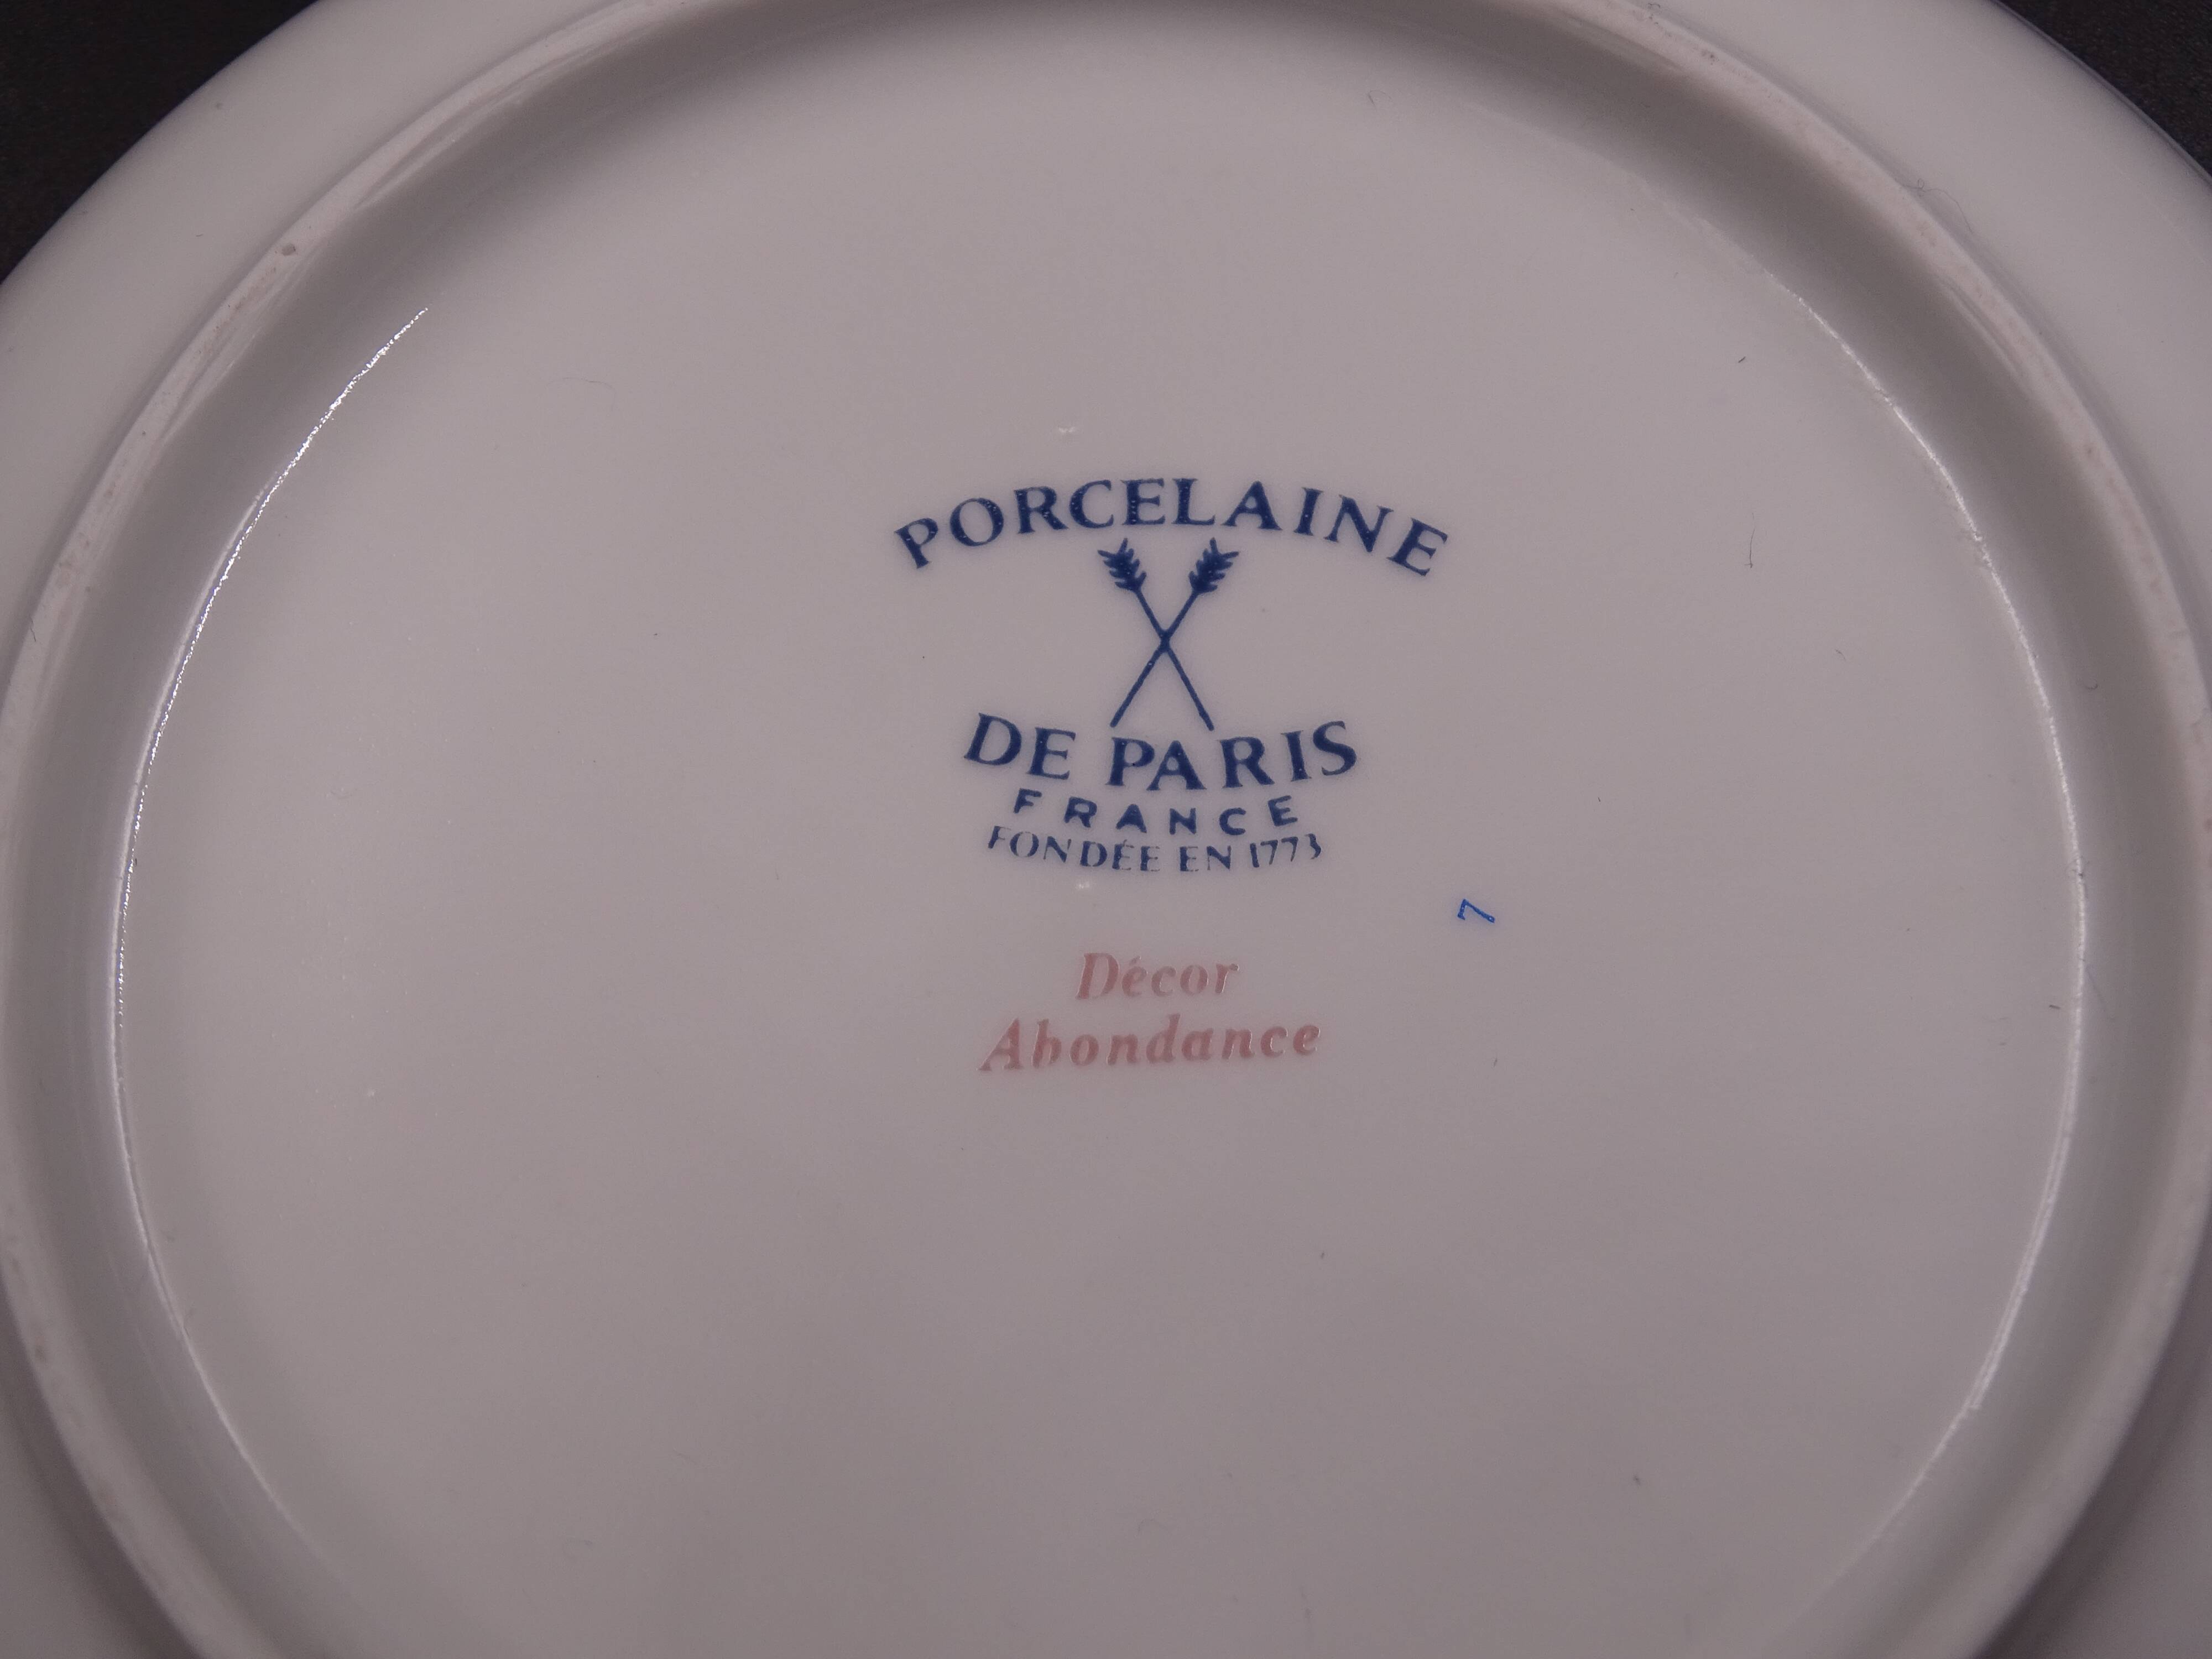 PORCELAINE
DE PARIS
FRANCE
FONDÉE EN 1773
7
Décor
Abondance